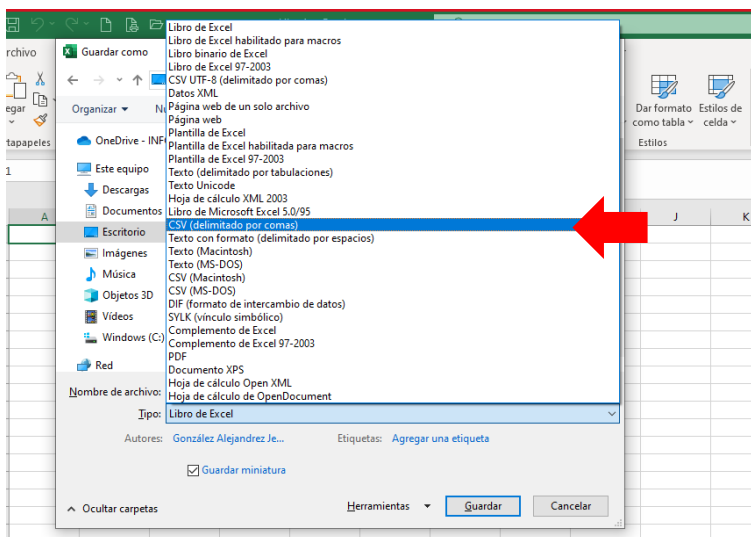 Libro de Excel
rchivo
Guardar como
Libro de Excel habilitado para macros
Libro binario de Excel
Libro de Excel 97-2003
CSV UTF-8 (delimitado por comas)
Datos XML
Página web de un solo archivo
Página web
Plantilla de Excel
Plantilla de Excel habilitada para macros
Plantilla de Excel 97-2003
Texto (delimitado por tabulaciones)
Texto Unicode
Hoja de cálculo XML 2003
Libro de Microsoft Excel 5.0/95
CSV (delimitado por comas)
Texto con formato (delimitado por espacios)
Texto (Macintosh)
Texto (MS-DOS)
CSV (Macintosh)
CSV (MS-DOS)
DIF (formato de intercambio de datos)
SYLK (vínculo simbólico)
Complemento de Excel
Complemento de Excel 97-2003
PDF
Documento XPS
Hoja de cálculo Open XML
Hoja de cálculo de OpenDocument
egar
Organizar
Nu
tapapeles
OneDrive - INF
1
Este equipo
Descargas
Documentos
A
Escritorio
Imágenes
Música
Objetos 3D
Vídeos
Windows (C:)
Red
Nombre de archivo:
Tipo: Libro de Excel
Autores: González Alejandrez Je... Etiquetas: Agregar una etiqueta
Guardar miniatura
Ocultar carpetas Herramientas Guardar Cancelar
Dar formato Estilos de
como tabla celda
Estilos
J K